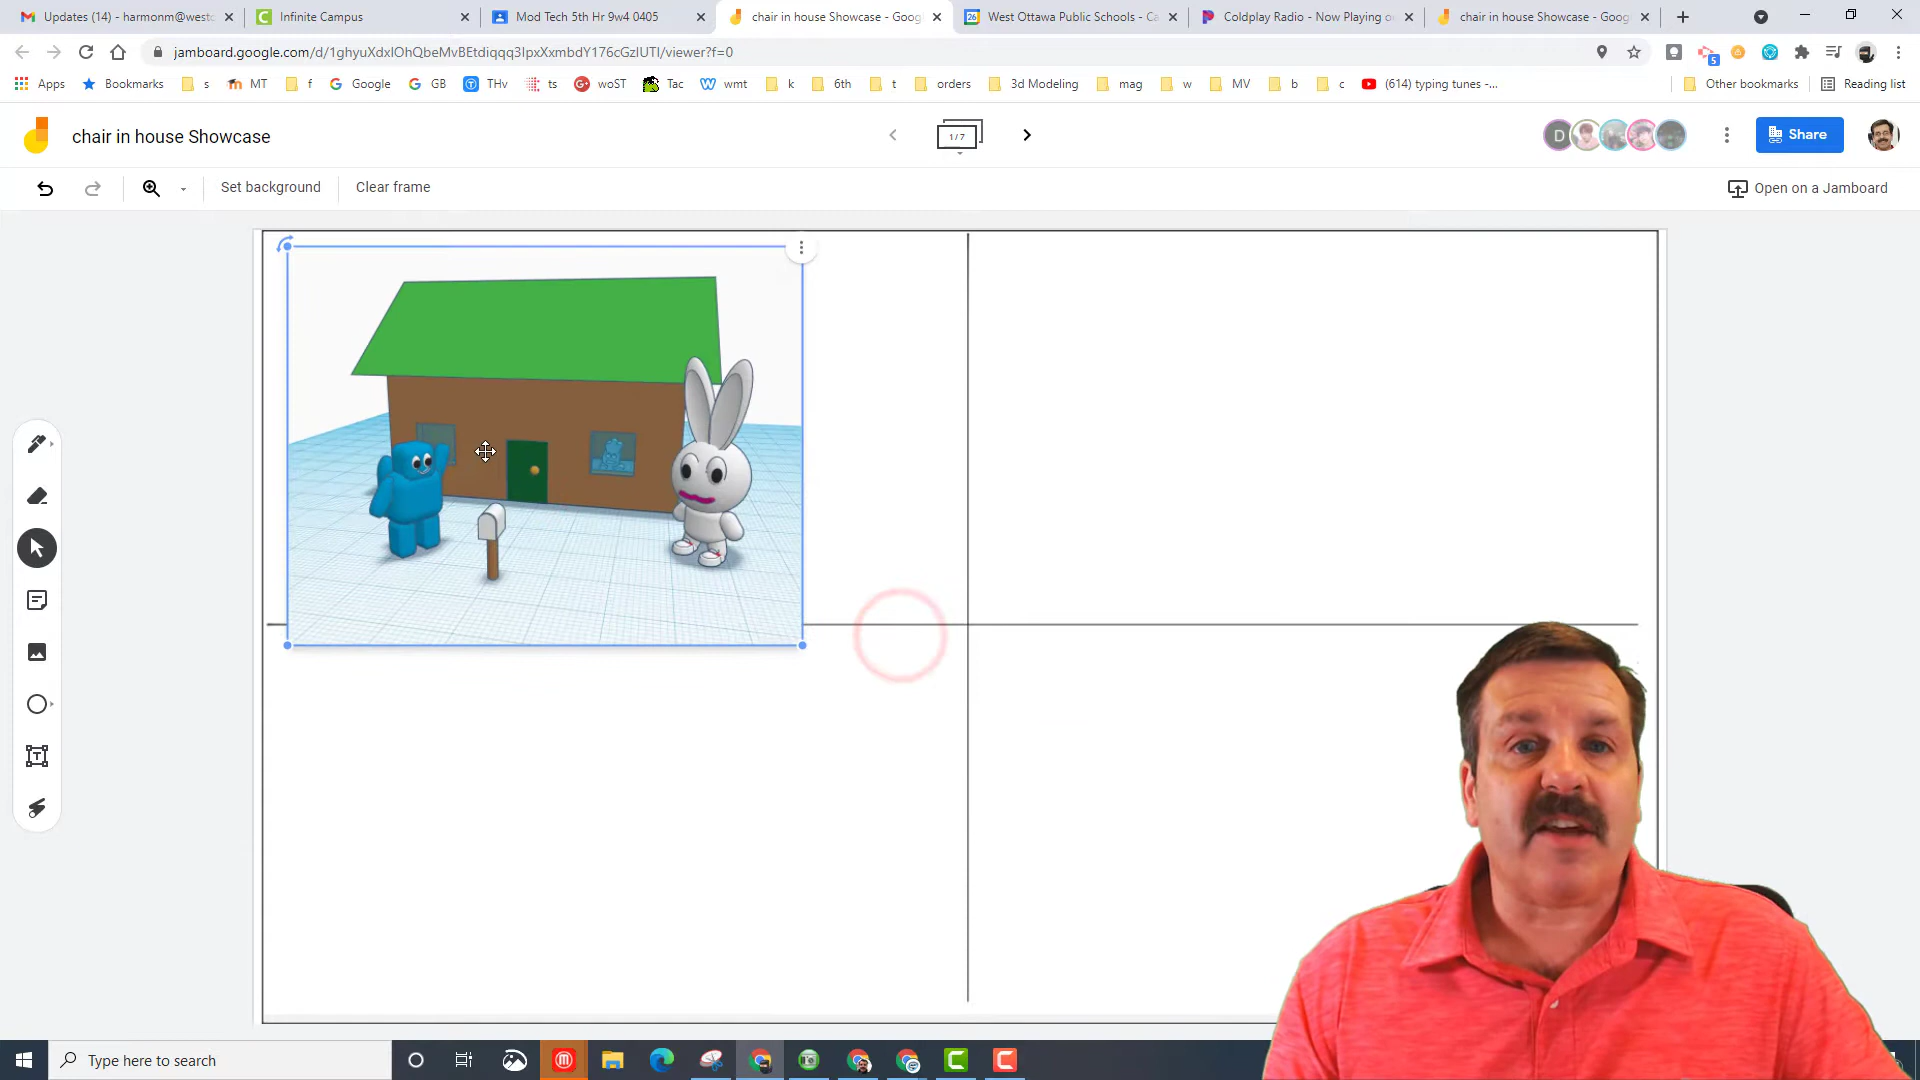 Updates (14) - harmonm@westo
Infinite Campus
Mod Tech 5th Hr 9w4 0405
chair in house Showcase - Goog
26
West Ottawa Public Schools - Ca
Coldplay Radio - Now Playing o
chair in house Showcase - Goog
jamboard.google.com/d/1ghyuXdxlOhQbeMvBEtdiqqq3IpxXxmbdY176cGzlUTI/viewer?f=0
5
Apps
Bookmarks
s
MT
f
Google
GB
THv
ts
woST
Tac
wmt
k
6th
t
orders
3d Modeling
mag
w
MV
b
c
(614) typing tunes -...
Other bookmarks
Reading list
chair in house Showcase
1 / 7
D
Share
Set background
Clear frame
Open on a Jamboard
Type here to search